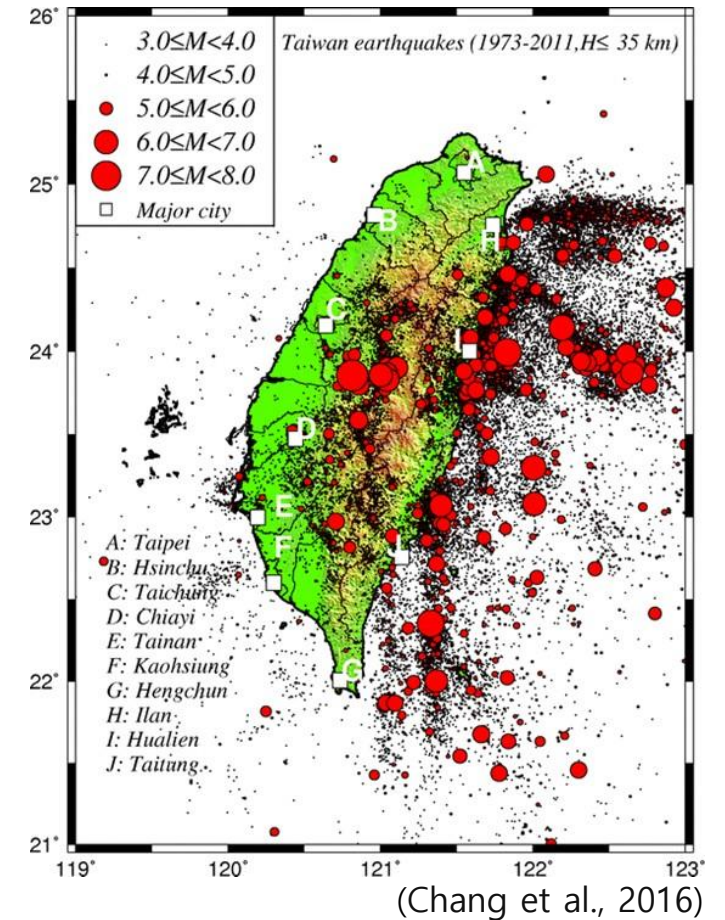 26°
3.0≤M<4.0
Taiwan earthquakes (1973-2011,H≤ 35 km)
4.0≤M<5.0
5.0≤M<6.0
6.0≤M<7.0
7.0≤M<8.0
Major city
25°
24°
23°
22°
21°
A
B
H
C
I
D
E
F
J
G
A: Taipei
B: Hsinchu
C: Taichung
D: Chiayi
E: Tainan
F: Kaohsiung
G: Hengchun
H: Ilan
I: Hualien
J: Taitung
119° 120° 121° 122° 123°
(Chang et al., 2016)